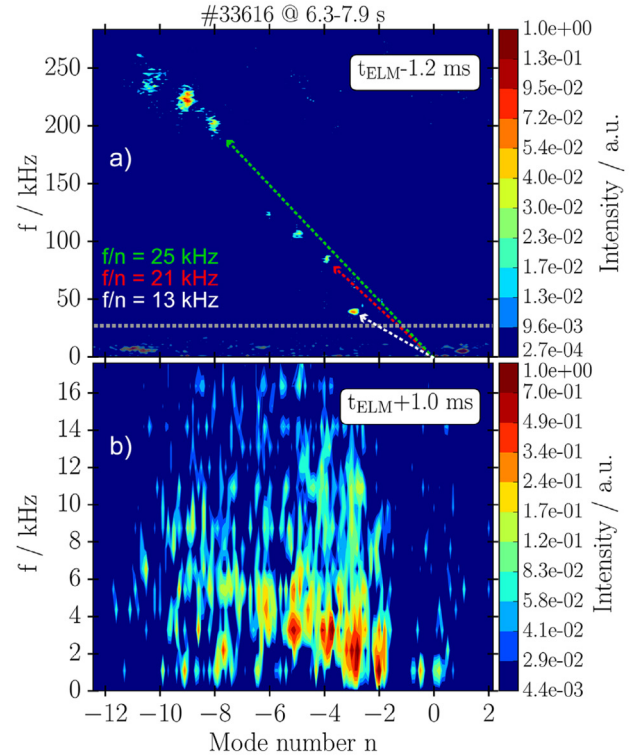 #33616 @ 6.3-7.9 s
t_ELM-1.2 ms
a)
f/n = 25 kHz
f/n = 21 kHz
f/n = 13 kHz
f / kHz
250
200
150
100
50
0
1.0e+00
1.3e-01
9.5e-02
7.2e-02
5.4e-02
4.0e-02
3.0e-02
2.3e-02
1.7e-02
1.3e-02
9.6e-03
2.7e-04
Intensity / a.u.
t_ELM+1.0 ms
b)
f / kHz
16
14
12
10
8
6
4
2
0
1.0e+00
7.0e-01
4.9e-01
3.4e-01
2.4e-01
1.7e-01
1.2e-01
8.3e-02
5.8e-02
4.1e-02
2.9e-02
4.4e-03
Intensity / a.u.
−12 −10 −8 −6 −4 −2 0 2
Mode number n